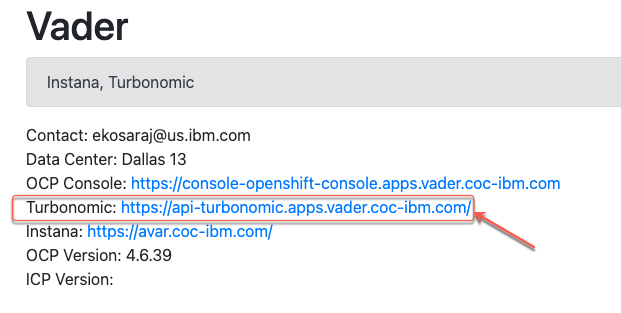 Vader
Instana, Turbonomic
Contact: ekosaraj@us.ibm.com
Data Center: Dallas 13
OCP Console: https://console-openshift-console.apps.vader.coc-ibm.com
Turbonomic: https://api-turbonomic.apps.vader.coc-ibm.com/
Instana: https://avar.coc-ibm.com/
OCP Version: 4.6.39
ICP Version: